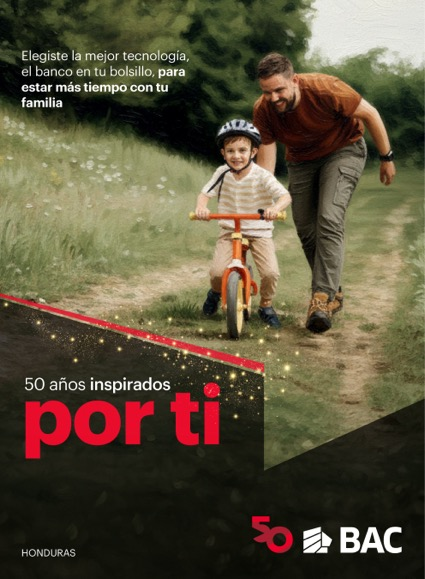 Elegiste la mejor tecnología,
el banco en tu bolsillo, para
estar más tiempo con tu
familia
50 años inspirados
por ti
50 BAC
HONDURAS